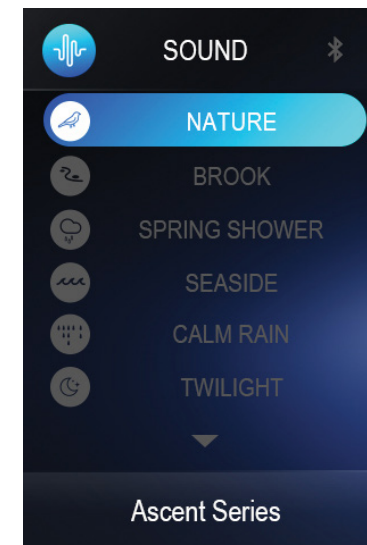 SOUND
NATURE
BROOK
SPRING SHOWER
SEASIDE
CALM RAIN
TWILIGHT
Ascent Series